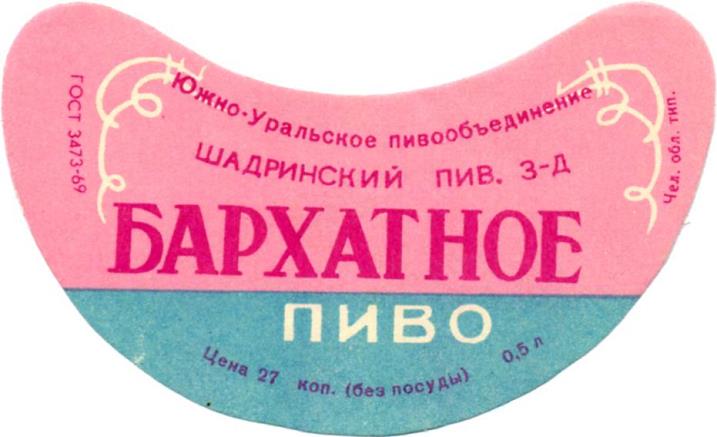 Южно-Уральское пивообъединение
ШАДРИНСКИЙ ПИВ. З-Д
БАРХАТНОЕ
ПИВО
Цена 27 коп. (без посуды) 0,5 л
ГОСТ 3473-69
Чел. обл. тип.